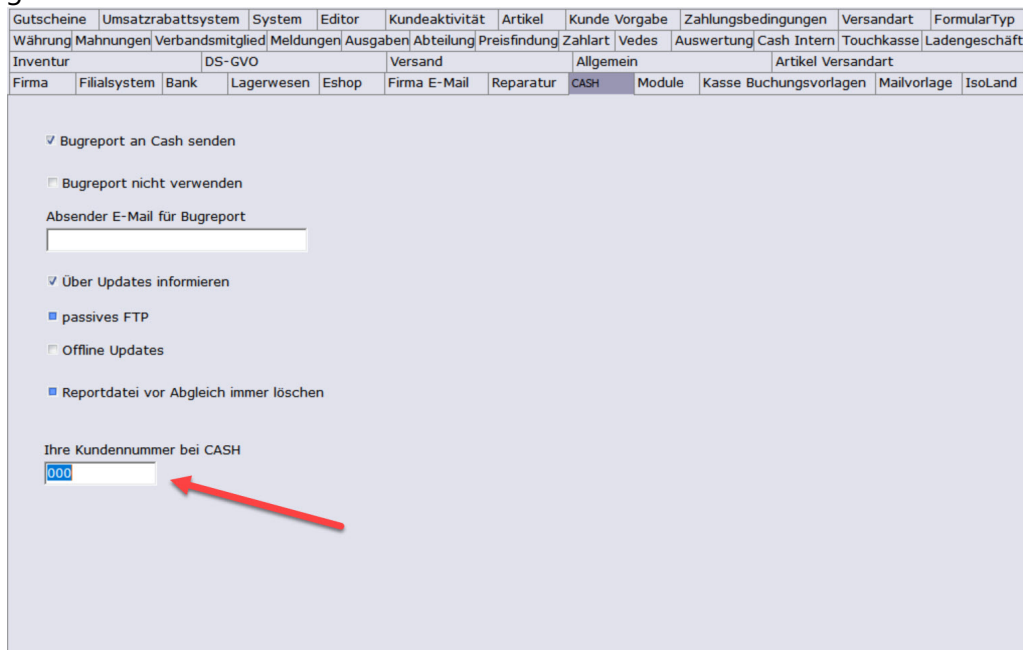 Gutscheine Umsatzrabattsystem System Editor Kundeaktivität Artikel Kunde Vorgabe Zahlungsbedingungen Versandart FormularTyp
Währung Mahnungen Verbandsmitglied Meldungen Ausgaben Abteilung Preisfindung Zahlart Vedes Auswertung Cash Intern Touchkasse Ladengeschäft
Inventur DS-GVO Versand Allgemein Artikel Versandart
Firma Filialsystem Bank Lagerwesen Eshop Firma E-Mail Reparatur CASH Module Kasse Buchungsvorlagen Mailvorlage IsoLand
Bugreport an Cash senden
Bugreport nicht verwenden
Absender E-Mail für Bugreport
Über Updates informieren
passives FTP
Offline Updates
Reportdatei vor Abgleich immer löschen
Ihre Kundennummer bei CASH
000